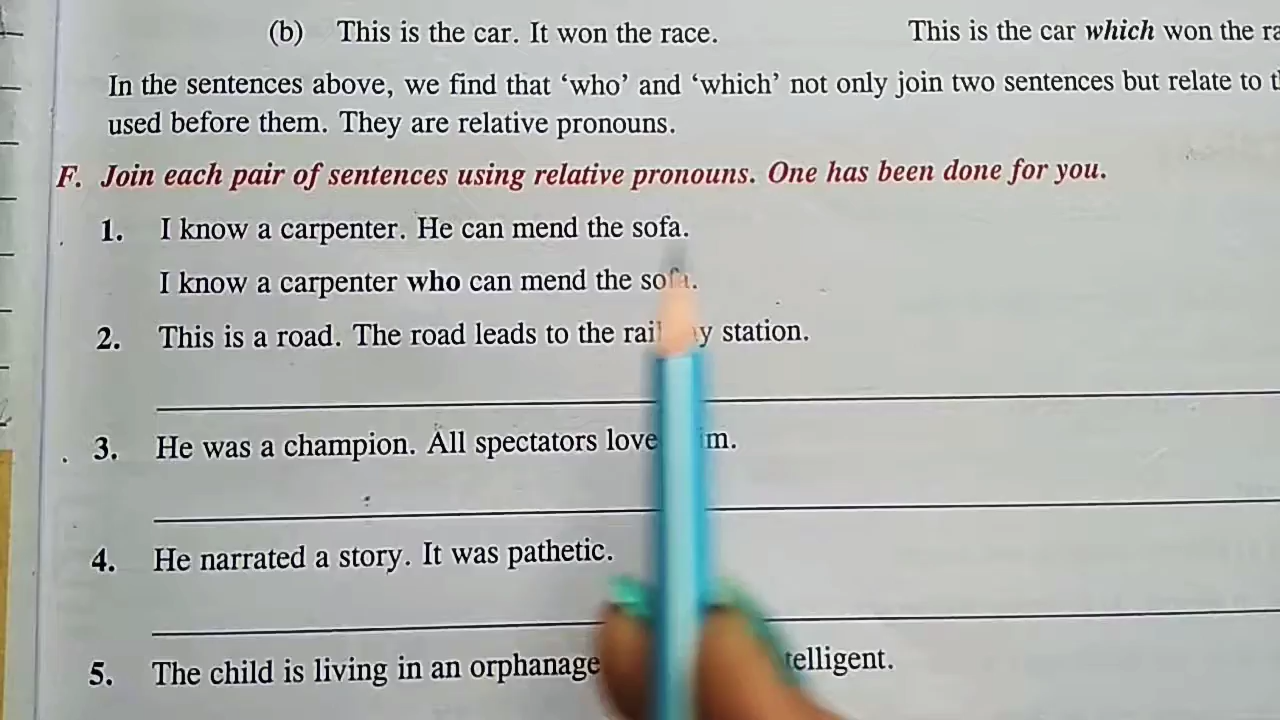 (b) This is the car. It won the race. This is the car which won the
In the sentences above, we find that ‘who’ and ‘which’ not only join two sentences but relate to
used before them. They are relative pronouns.
F. Join each pair of sentences using relative pronouns. One has been done for you.
1. I know a carpenter. He can mend the sofa.
I know a carpenter who can mend the sofa.
2. This is a road. The road leads to the railway station.
3. He was a champion. All spectators
4. He narrated a story. It was pathetic.
5. The child is living in an orphanage